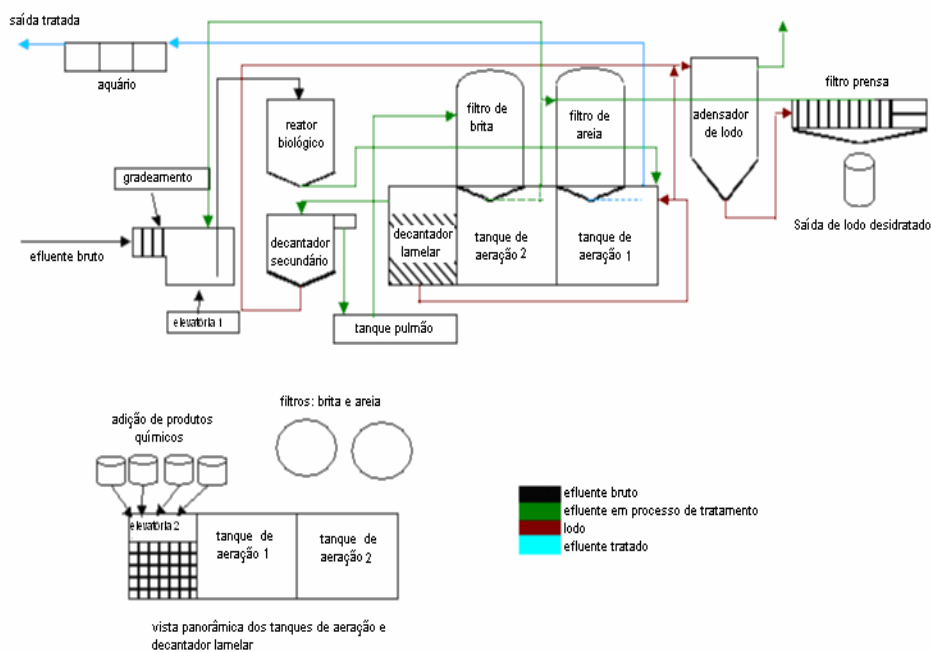 saída tratada
aquário
gradeamento
efluente bruto
elevatória 1
reator
biológico
decantador
secundário
tanque pulmão
filtro de
brita
filtro
de areia
decantador
lamelar
tanque de
aeração 2
tanque de
aeração 1
adensador
de lodo
filtro prensa
Saída de lodo desidratado
adição de produtos
químicos
filtros: brita e areia
elevatória 2
tanque de
aeração 1
tanque de
aeração 2
vista panorâmica dos tanques de aeração e
decantador lamelar
efluente bruto
efluente em processo de tratamento
lodo
efluente tratado